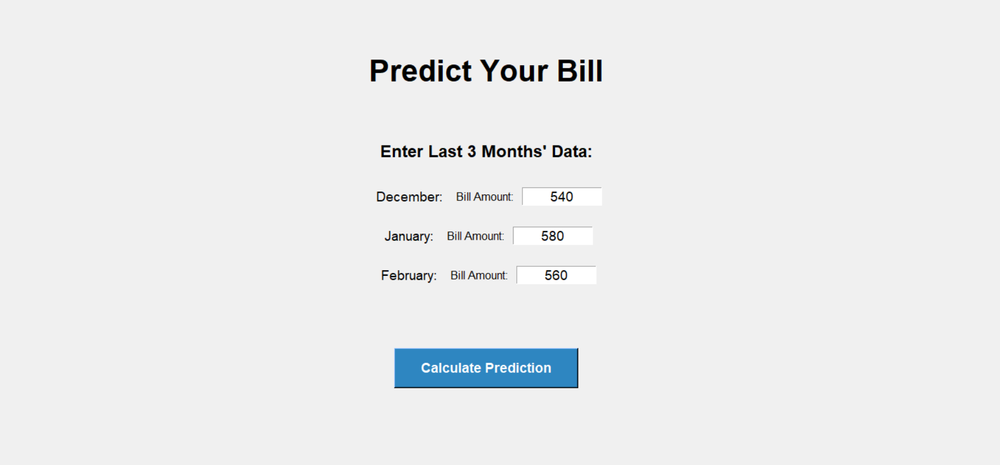 Predict Your Bill
Enter Last 3 Months' Data:
December: Bill Amount: 540
January: Bill Amount: 580
February: Bill Amount: 560
Calculate Prediction